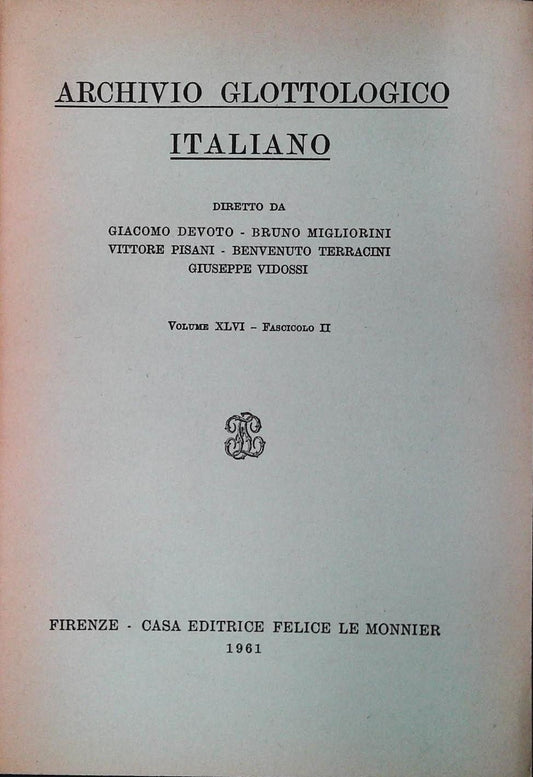 ARCHIVIO GLOTTOLOGICO
ITALIANO
DIRETTO DA
GIACOMO DEVOTO - BRUNO MIGLIORINI
VITTORE PISANI - BENVENUTO TERRACINI
GIUSEPPE VIDOSSI
VOLUME XLVI - FASCICOLO II
FIRENZE - CASA EDITRICE FELICE LE MONNIER
1961